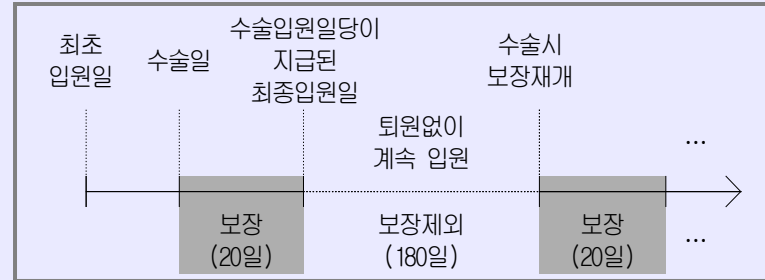 최초
입원일
수술일
수술입원일당이
지급된
최종입원일
수술시
보장재개
퇴원없이
계속 입원
...
보장
(20일)
보장제외
(180일)
보장
(20일)
...